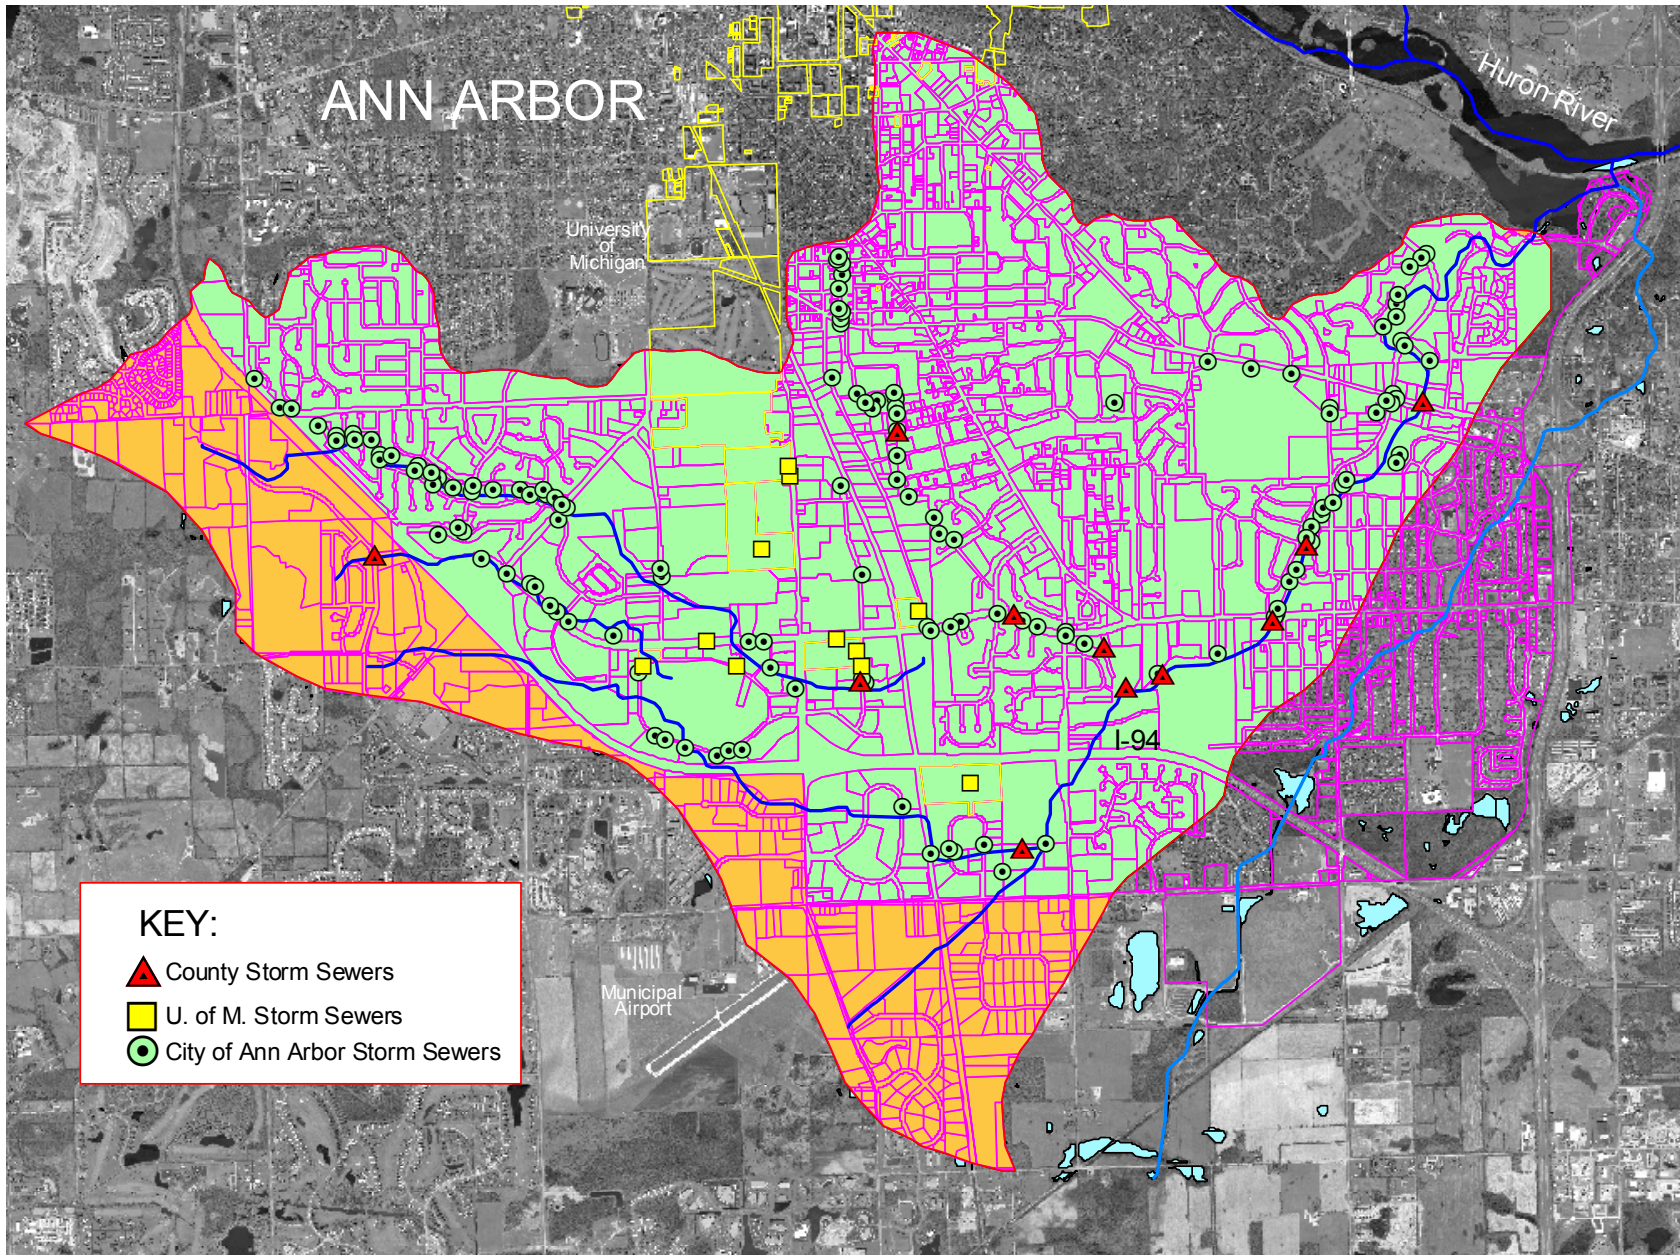 ANN ARBOR
Huron River
University
of
Michigan
I-94
KEY:
County Storm Sewers
U. of M. Storm Sewers
City of Ann Arbor Storm Sewers
Municipal
Airport